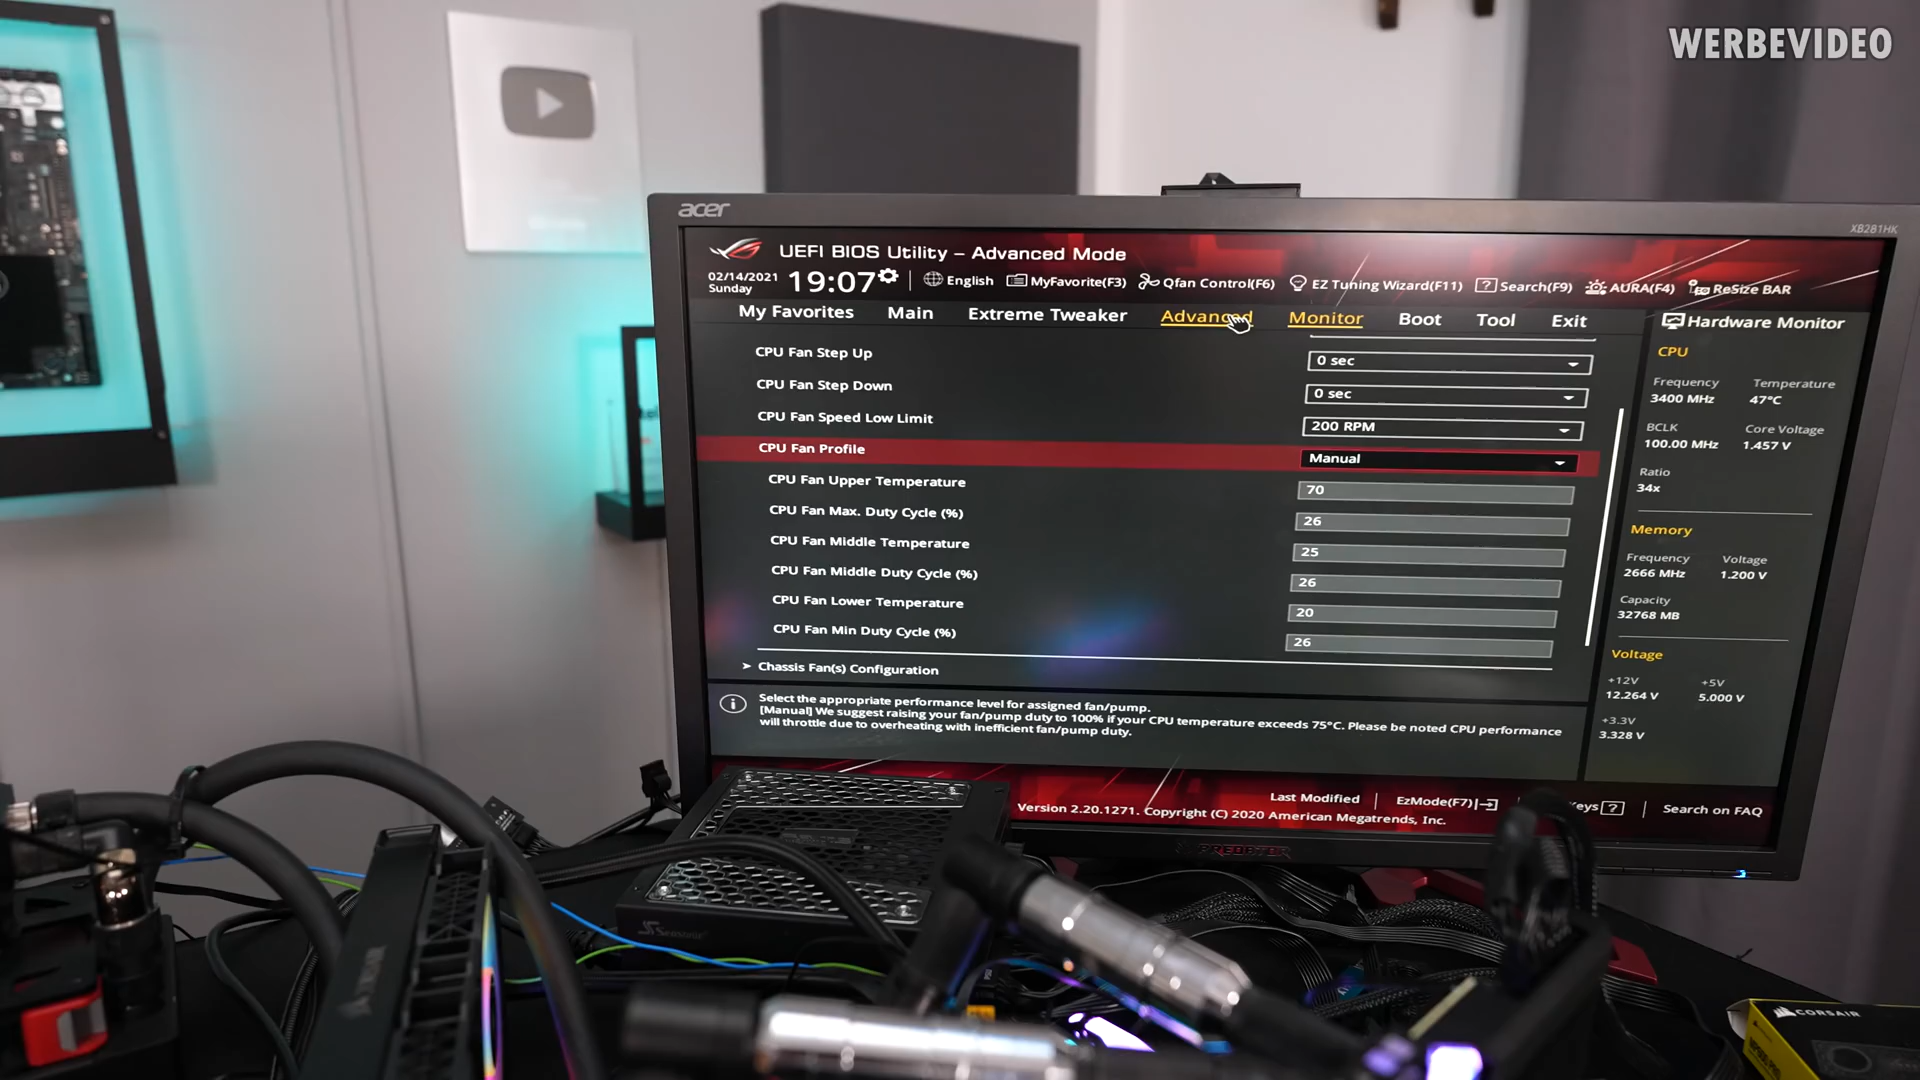 WERBEVIDEO
acer
XB281HK
UEFI BIOS Utility – Advanced Mode
02/14/2021
Sunday
19:07
English
MyFavorite(F3)
Qfan Control(F6)
EZ Tuning Wizard(F11)
Search(F9)
AURA(F4)
ReSize BAR
My Favorites
Main
Extreme Tweaker
Advanced
Monitor
Boot
Tool
Exit
CPU Fan Step Up
0 sec
CPU Fan Step Down
0 sec
CPU Fan Speed Low Limit
200 RPM
CPU Fan Profile
Manual
CPU Fan Upper Temperature
70
CPU Fan Max. Duty Cycle (%)
26
CPU Fan Middle Temperature
25
CPU Fan Middle Duty Cycle (%)
26
CPU Fan Lower Temperature
20
CPU Fan Min Duty Cycle (%)
26
> Chassis Fan(s) Configuration
Select the appropriate performance level for assigned fan/pump.
[Manual] We suggest raising your fan/pump duty to 100% if your CPU temperature exceeds 75°C. Please be noted CPU performance
will throttle due to overheating with inefficient fan/pump duty.
Hardware Monitor
CPU
Frequency Temperature
3400 MHz 47°C
BCLK Core Voltage
100.00 MHz 1.457 V
Ratio
34x
Memory
Frequency Voltage
2666 MHz 1.200 V
Capacity
32768 MB
Voltage
+12V +5V
12.264 V 5.000 V
+3.3V
3.328 V
Last Modified
EzMode(F7)
Keys ?
Search on FAQ
Version 2.20.1271. Copyright (C) 2020 American Megatrends, Inc.
PREDATOR
Seasonic
CORSAIR